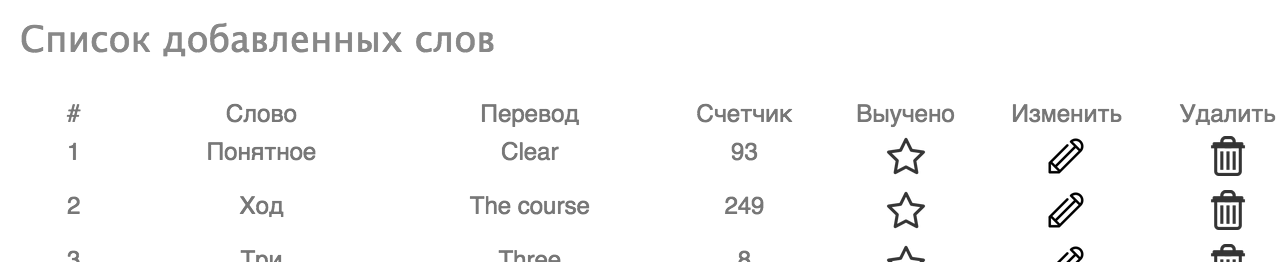 Список добавленных слов
# Слово Перевод Счетчик Выучено Изменить Удалить
1 Понятное Clear 93
2 Ход The course 249
3 Три Three 8